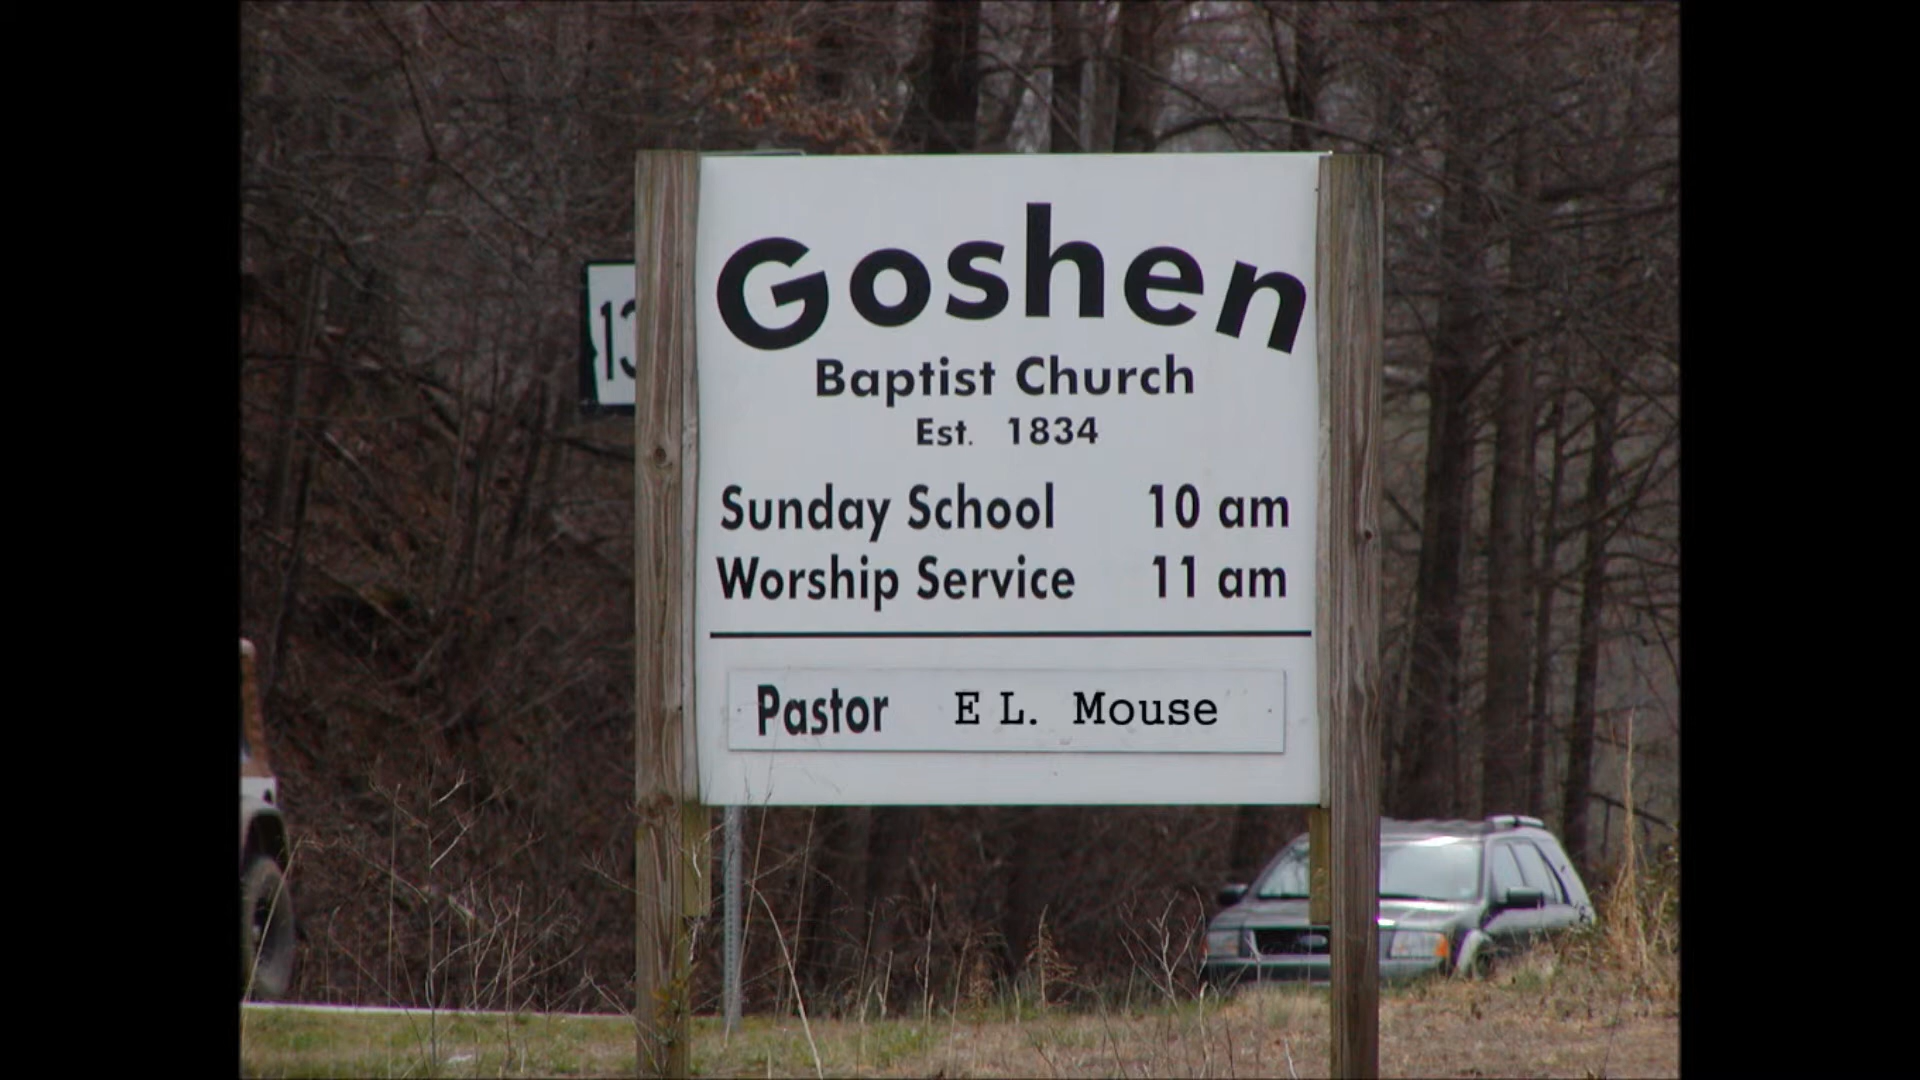 Goshen
Baptist Church
Est. 1834
Sunday School 10 am
Worship Service 11 am
Pastor E L. Mouse